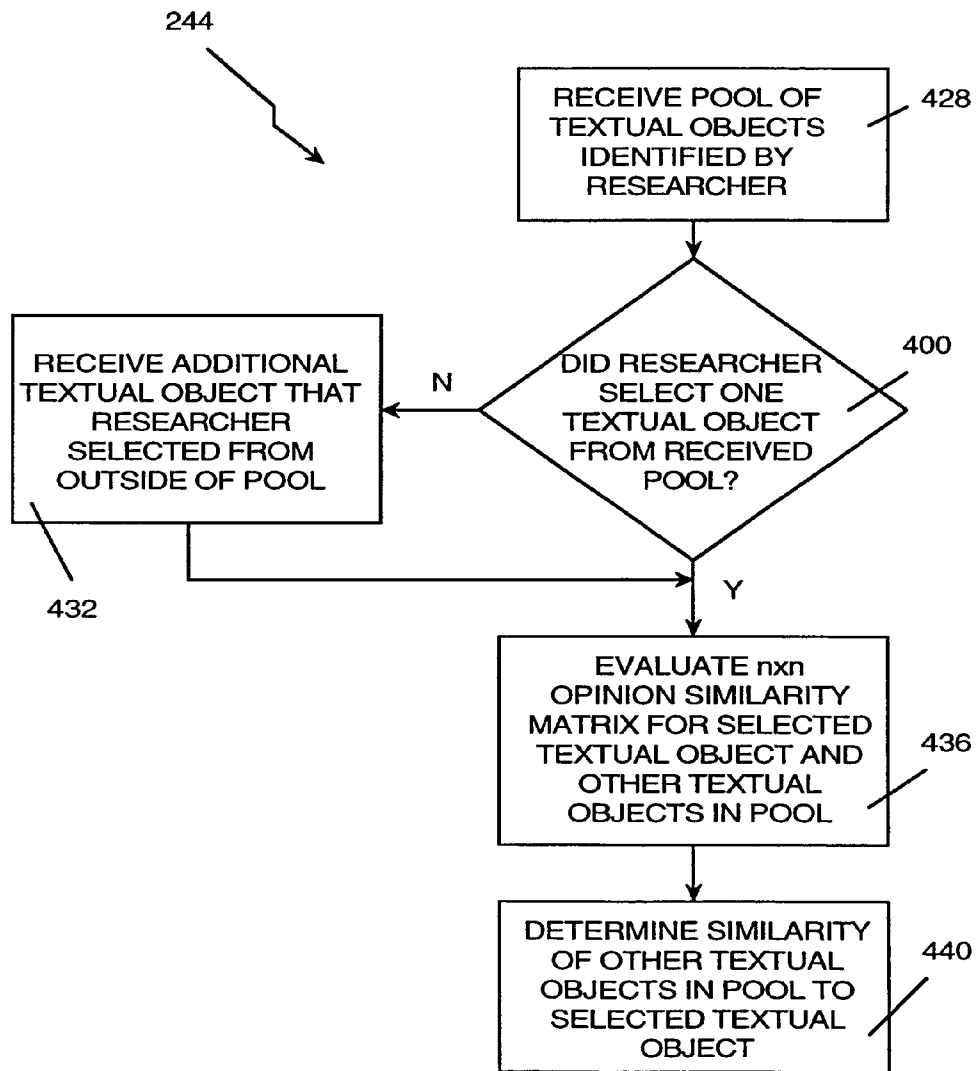 244
RECEIVE POOL OF
TEXTUAL OBJECTS
IDENTIFIED BY
RESEARCHER
428
DID RESEARCHER
SELECT ONE
TEXTUAL OBJECT
FROM RECEIVED
POOL?
400
N
RECEIVE ADDITIONAL
TEXTUAL OBJECT THAT
RESEARCHER
SELECTED FROM
OUTSIDE OF POOL
432
Y
EVALUATE nxn
OPINION SIMILARITY
MATRIX FOR SELECTED
TEXTUAL OBJECT AND
OTHER TEXTUAL
OBJECTS IN POOL
436
DETERMINE SIMILARITY
OF OTHER TEXTUAL
OBJECTS IN POOL TO
SELECTED TEXTUAL
OBJECT
440